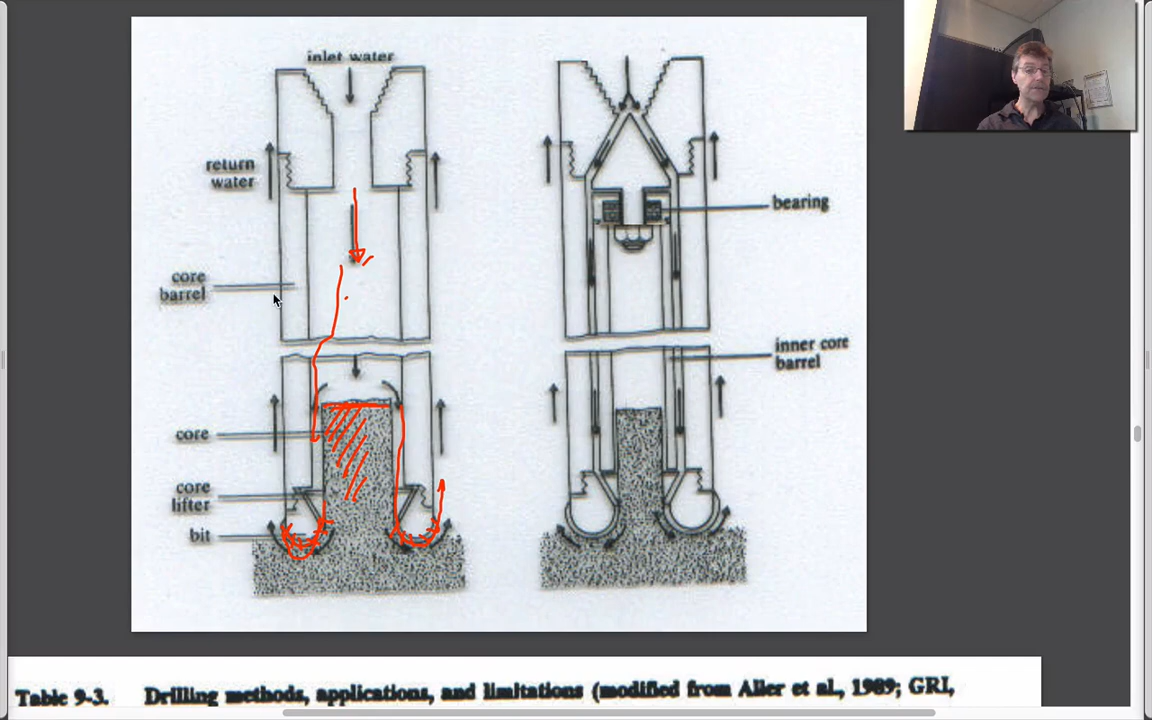 inlet water
return
water
bearing
core
barrel
inner core
barrel
core
core
lifter
bit
Table 9-3. Drilling methods, applications, and limitations (modified from Aller et al., 1989; GRI,